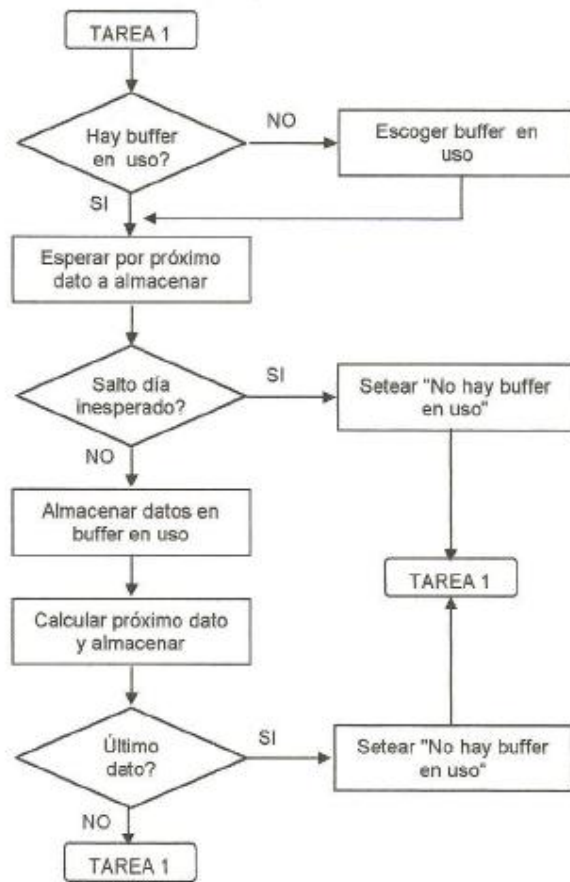 TAREA 1
Hay buffer
en uso?
NO
Escoger buffer en
uso
SI
Esperar por próximo
dato a almacenar
Salto día
inesperado?
SI
Setear "No hay buffer
en uso"
NO
Almacenar datos en
buffer en uso
TAREA 1
Calcular próximo dato
y almacenar
Último
dato?
SI
Setear "No hay buffer
en uso"
NO
TAREA 1